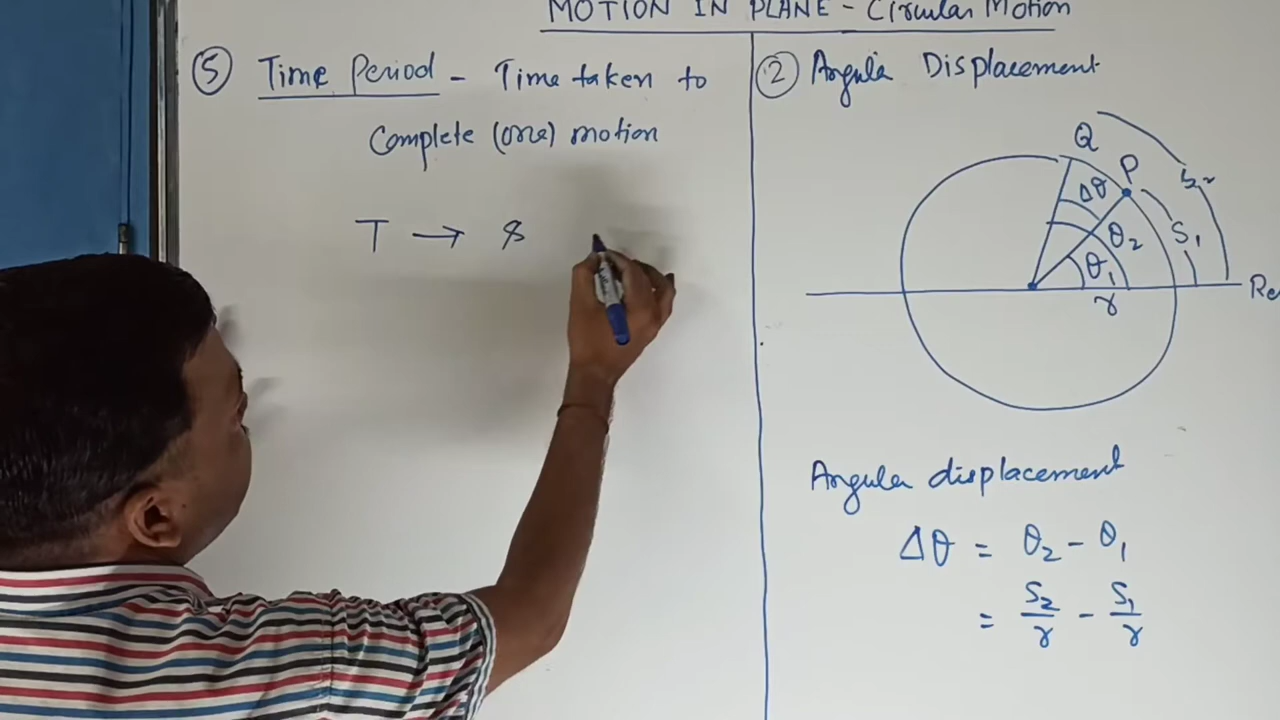 MOTION IN PLANE - Circular Motion
⑤ Time Period - Time taken to
Complete (one) motion
T → s
② Angular Displacement
Q
P
S₂
Δθ
θ₂
S₁
θ₁
r
Angular displacement
Δθ = θ₂ - θ₁
= S₂/r - S₁/r